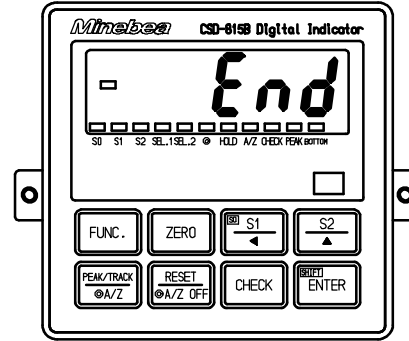 Minebea CSD-815B Digital Indicator
End
S0 S1 S2 SEL.1 SEL.2 ◎ HOLD A/Z CHECK PEAK BOTTOM
FUNC. ZERO S0 S1 ◀ S2 ▲
PEAK/TRACK ◎A/Z RESET ◎A/Z OFF CHECK SHIFT ENTER